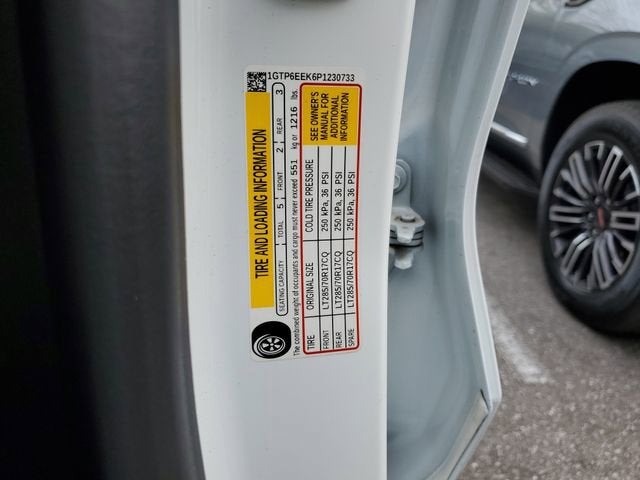 1GTP6EEK6P1230733
TIRE AND LOADING INFORMATION
SEATING CAPACITY TOTAL 5 FRONT 2 REAR 3
The combined weight of occupants and cargo must never exceed 551 kg or 1216 lbs.
TIRE ORIGINAL SIZE COLD TIRE PRESSURE
FRONT LT285/70R17CQ 250 kPa, 36 PSI
REAR LT285/70R17CQ 250 kPa, 36 PSI
SPARE LT285/70R17CQ 250 kPa, 36 PSI
SEE OWNER'S
MANUAL FOR
ADDITIONAL
INFORMATION